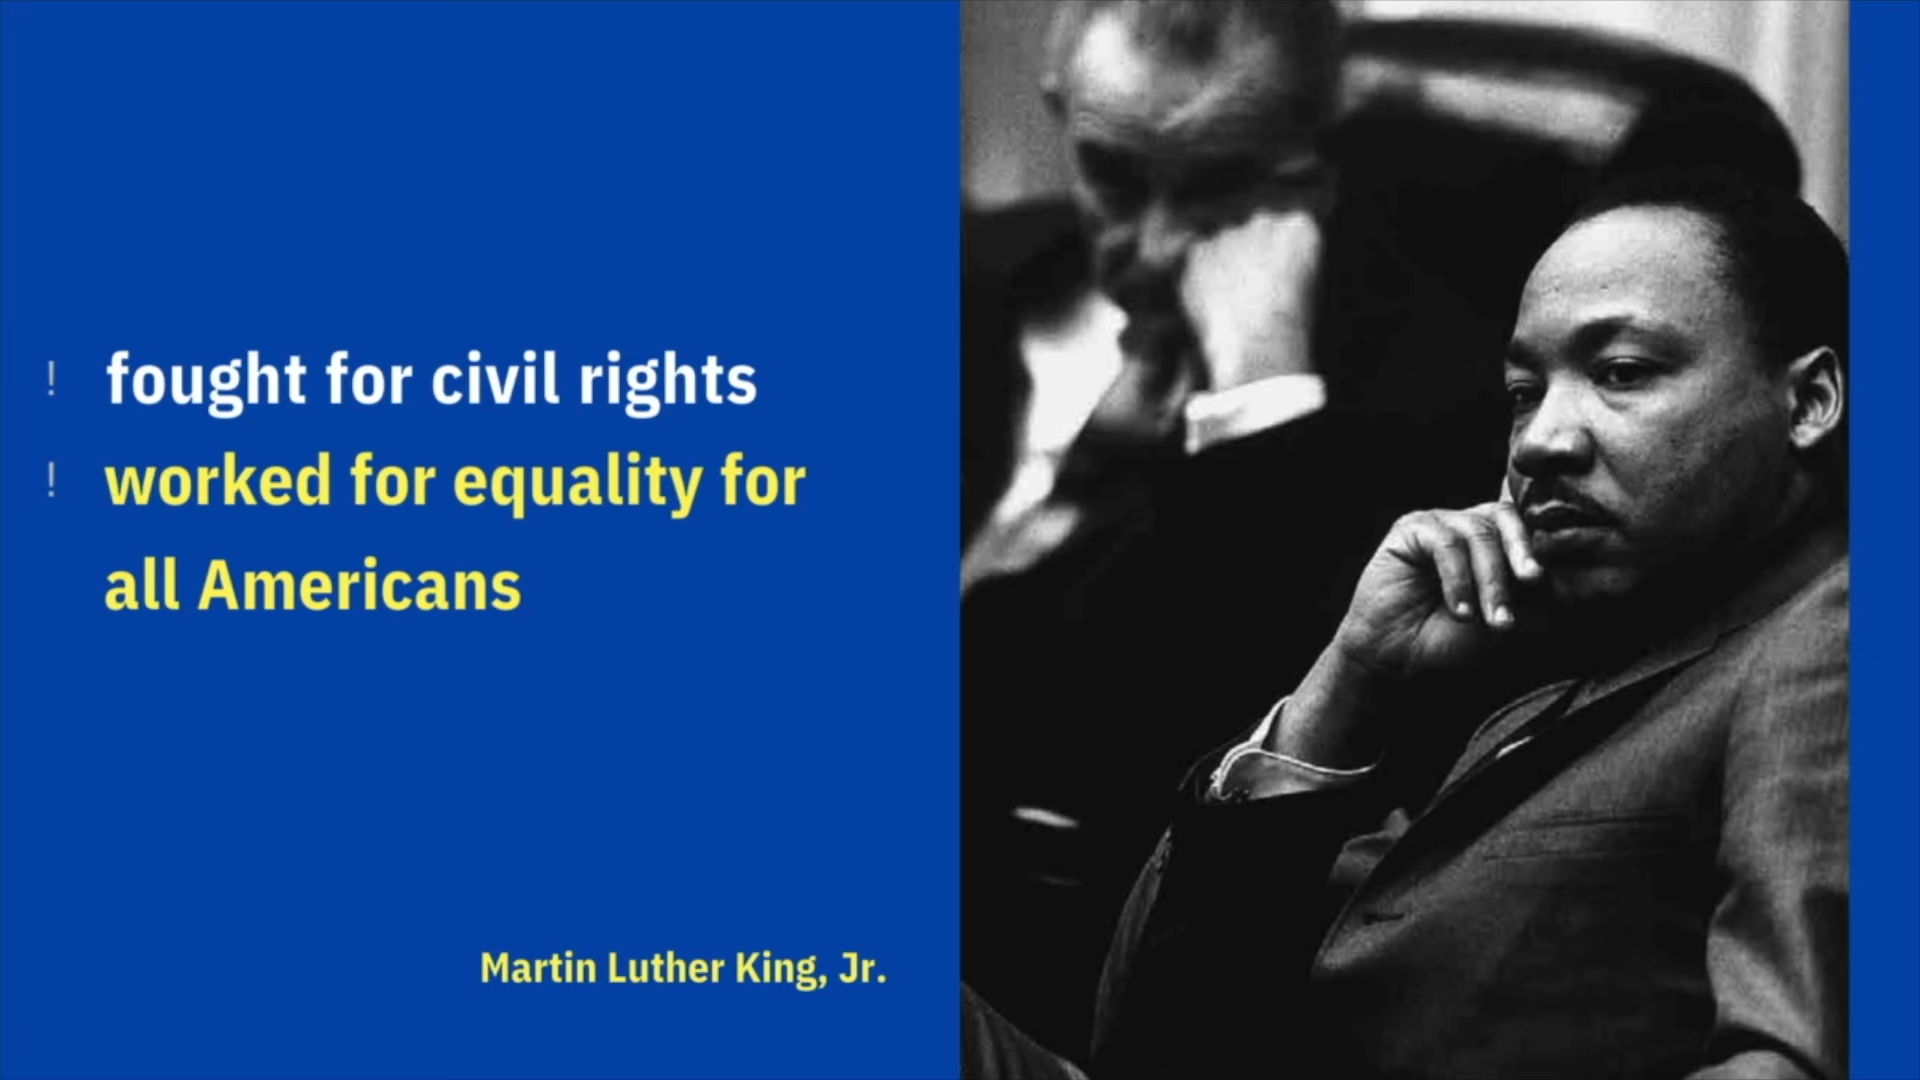 ! fought for civil rights
! worked for equality for
all Americans
Martin Luther King, Jr.